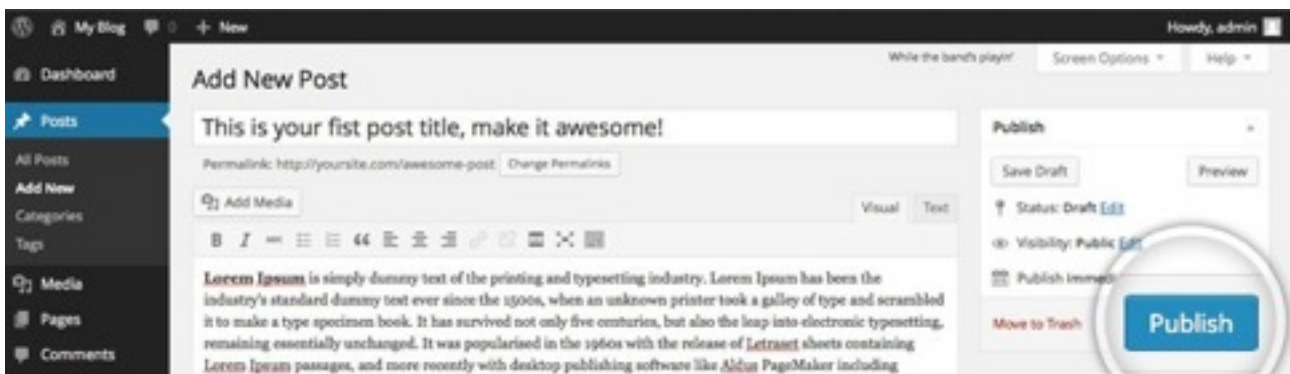 My Blog 0 + New Howdy, admin
Dashboard
Posts
All Posts
Add New
Categories
Tags
Media
Pages
Comments
While the band's playin' Screen Options Help
Add New Post
This is your fist post title, make it awesome!
Permalink: http://yoursite.com/awesome-post Change Permalinks
Add Media Visual Text
B I ABC
Lorem Ipsum is simply dummy text of the printing and typesetting industry. Lorem Ipsum has been the
industry's standard dummy text ever since the 1500s, when an unknown printer took a galley of type and scrambled
it to make a type specimen book. It has survived not only five centuries, but also the leap into electronic typesetting,
remaining essentially unchanged. It was popularised in the 1960s with the release of Letraset sheets containing
Lorem Ipsum passages, and more recently with desktop publishing software like Aldus PageMaker including
Publish
Save Draft Preview
Status: Draft Edit
Visibility: Public Edit
Publish immed
Move to Trash Publish